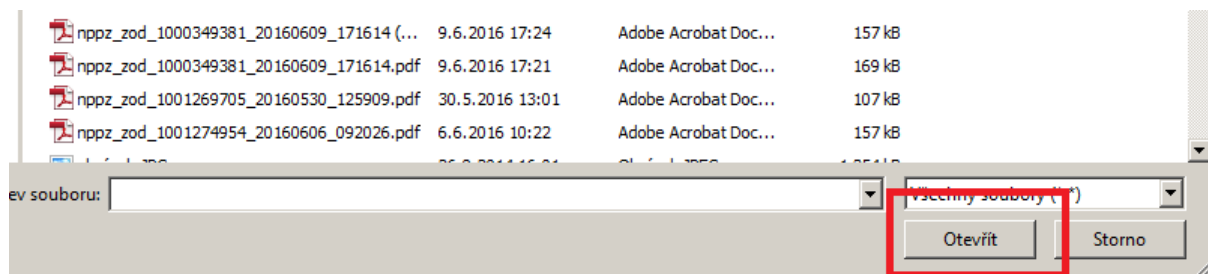 nppz_zod_1000349381_20160609_171614 (... 9.6.2016 17:24 Adobe Acrobat Doc... 157 kB
nppz_zod_1000349381_20160609_171614.pdf 9.6.2016 17:21 Adobe Acrobat Doc... 169 kB
nppz_zod_1001269705_20160530_125909.pdf 30.5.2016 13:01 Adobe Acrobat Doc... 107 kB
nppz_zod_1001274954_20160606_092026.pdf 6.6.2016 10:22 Adobe Acrobat Doc... 157 kB
ev souboru: Všechny soubory
Otevřít Storno